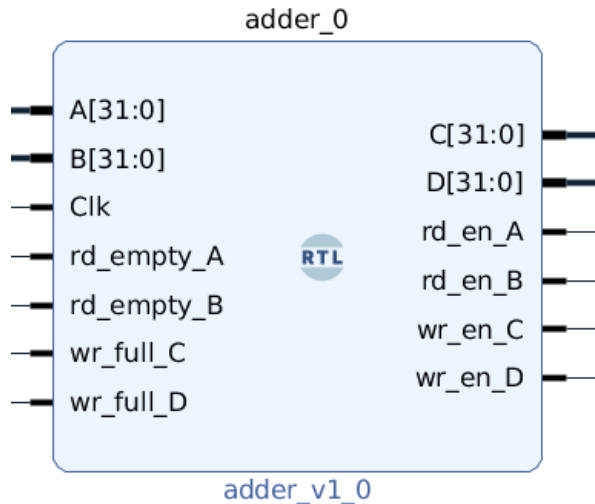 adder_0
A[31:0]
B[31:0]
Clk
rd_empty_A
rd_empty_B
wr_full_C
wr_full_D
RTL
C[31:0]
D[31:0]
rd_en_A
rd_en_B
wr_en_C
wr_en_D
adder_v1_0